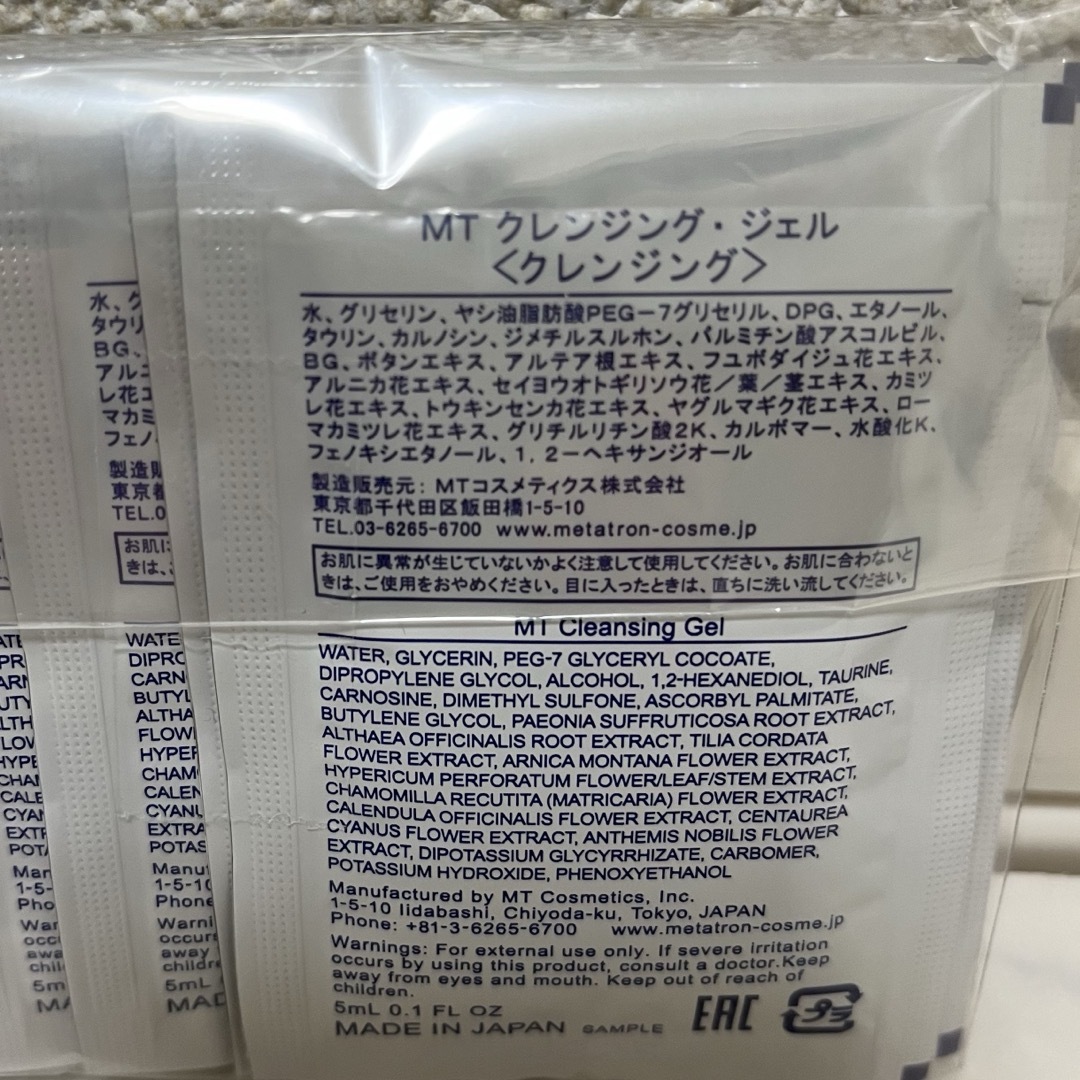 MT クレンジング・ジェル
〈クレンジング〉
水、グリセリン、ヤシ油脂肪酸PEG－7グリセリル、DPG、エタノール、
タウリン、カルノシン、ジメチルスルホン、パルミチン酸アスコルビル、
BG、ボタンエキス、アルテア根エキス、フユボダイジュ花エキス、
アルニカ花エキス、セイヨウオトギリソウ花／葉／茎エキス、カミツ
レ花エキス、トウキンセンカ花エキス、ヤグルマギク花エキス、ロー
マカミツレ花エキス、グリチルリチン酸2K、カルボマー、水酸化K、
フェノキシエタノール、1，2－ヘキサンジオール
製造販売元：MTコスメティクス株式会社
東京都千代田区飯田橋1-5-10
TEL.03-6265-6700 www.metatron-cosme.jp
お肌に異常が生じていないかよく注意して使用してください。お肌に合わないと
きは、ご使用をおやめください。目に入ったときは、直ちに洗い流してください。
MT Cleansing Gel
WATER, GLYCERIN, PEG-7 GLYCERYL COCOATE,
DIPROPYLENE GLYCOL, ALCOHOL, 1,2-HEXANEDIOL, TAURINE,
CARNOSINE, DIMETHYL SULFONE, ASCORBYL PALMITATE,
BUTYLENE GLYCOL, PAEONIA SUFFRUTICOSA ROOT EXTRACT,
ALTHAEA OFFICINALIS ROOT EXTRACT, TILIA CORDATA
FLOWER EXTRACT, ARNICA MONTANA FLOWER EXTRACT,
HYPERICUM PERFORATUM FLOWER/LEAF/STEM EXTRACT,
CHAMOMILLA RECUTITA (MATRICARIA) FLOWER EXTRACT,
CALENDULA OFFICINALIS FLOWER EXTRACT, CENTAUREA
CYANUS FLOWER EXTRACT, ANTHEMIS NOBILIS FLOWER
EXTRACT, DIPOTASSIUM GLYCYRRHIZATE, CARBOMER,
POTASSIUM HYDROXIDE, PHENOXYETHANOL
Manufactured by MT Cosmetics, Inc.
1-5-10 Iidabashi, Chiyoda-ku, Tokyo, JAPAN
Phone: +81-3-6265-6700 www.metatron-cosme.jp
Warnings: For external use only. If severe irritation
occurs by using this product, consult a doctor.Keep
away from eyes and mouth. Keep out of reach of
children.
5mL 0.1 FL OZ
MADE IN JAPAN SAMPLE EAC プラ